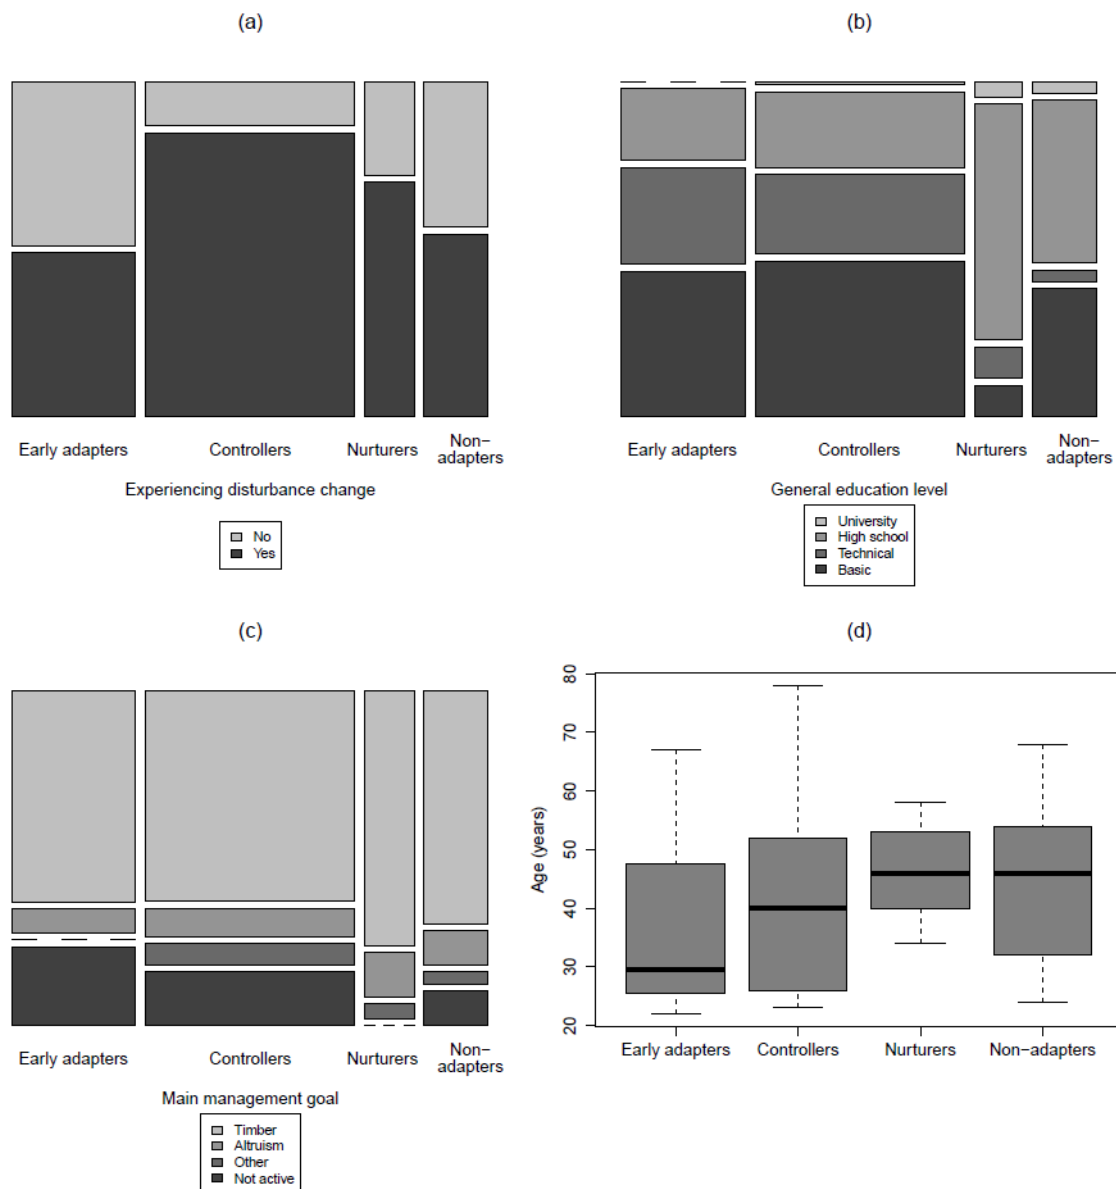 (a)
Early adapters
Controllers
Nurturers
Non−
adapters
Experiencing disturbance change
No
Yes
(b)
Early adapters
Controllers
Nurturers
Non−
adapters
General education level
University
High school
Technical
Basic
(c)
Early adapters
Controllers
Nurturers
Non−
adapters
Main management goal
Timber
Altruism
Other
Not active
(d)
Age (years)
80
70
60
50
40
30
20
Early adapters
Controllers
Nurturers
Non−adapters